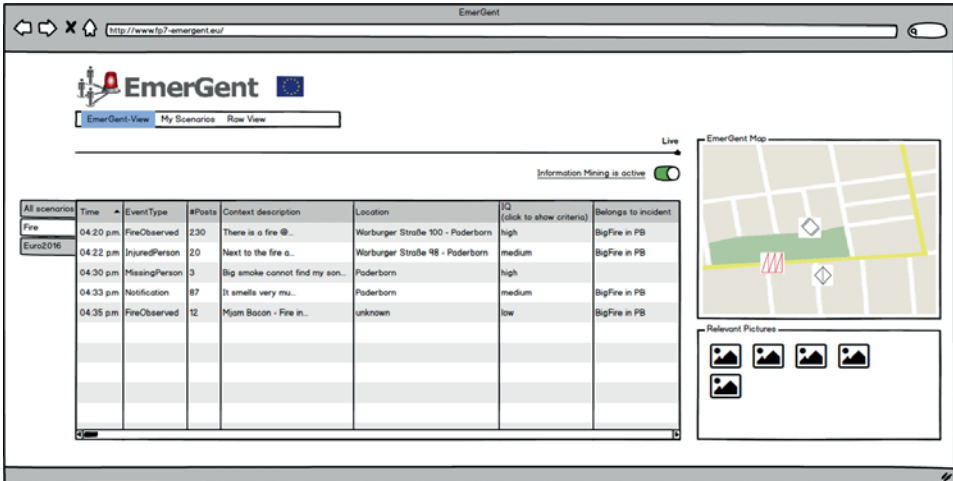 EmerGent
http://www.fp7-emergent.eu/
EmerGent
EmerGent-View My Scenarios Raw View
Live
Information Mining is active
All scenarios
Fire
Euro2016
Time EventType #Posts Context description Location IQ (click to show criteria) Belongs to incident
04:20 p.m. FireObserved 230 There is a fire @... Warburger Straße 100 - Paderborn high BigFire in PB
04:22 p.m. InjuredPerson 20 Next to the fire a... Warburger Straße 98 - Paderborn medium BigFire in PB
04:30 p.m. MissingPerson 3 Big smoke cannot find my son... Paderborn high
04:33 p.m. Notification 87 It smells very mu... Paderborn medium BigFire in PB
04:35 p.m. FireObserved 12 Mjam Bacon - Fire in... unknown low BigFire in PB
EmerGent Map
Relevant Pictures